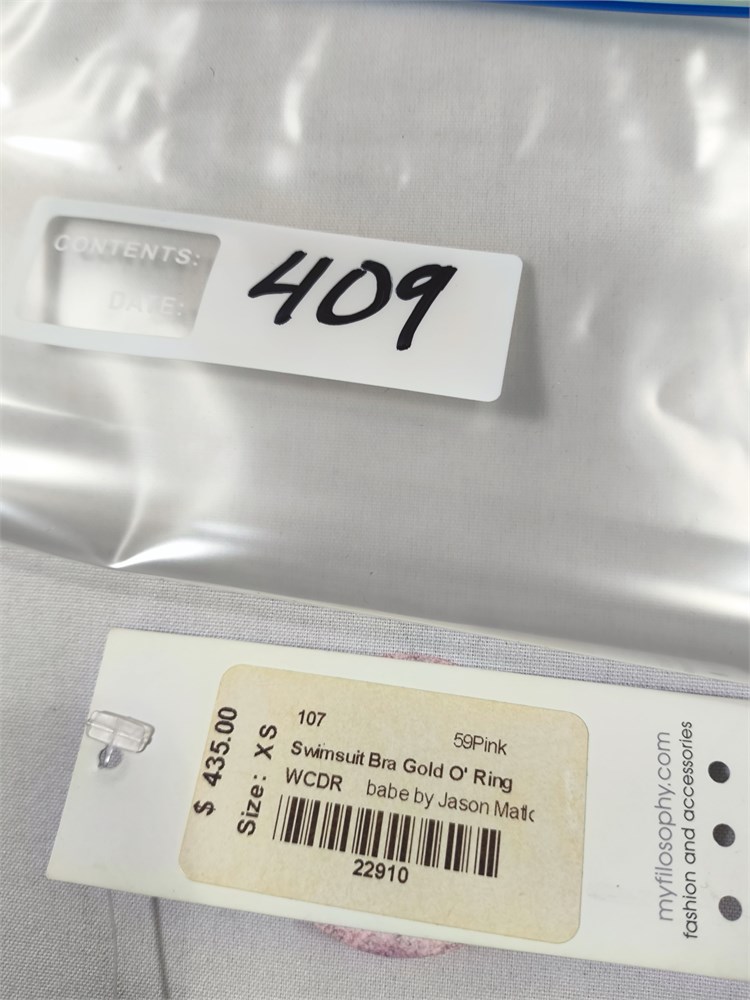 CONTENTS:
DATE:
409
$ 435.00
Size: XS
107
59Pink
Swimsuit Bra Gold O' Ring
WCDR babe by Jason
22910
myfilosophy.com
fashion and accessories